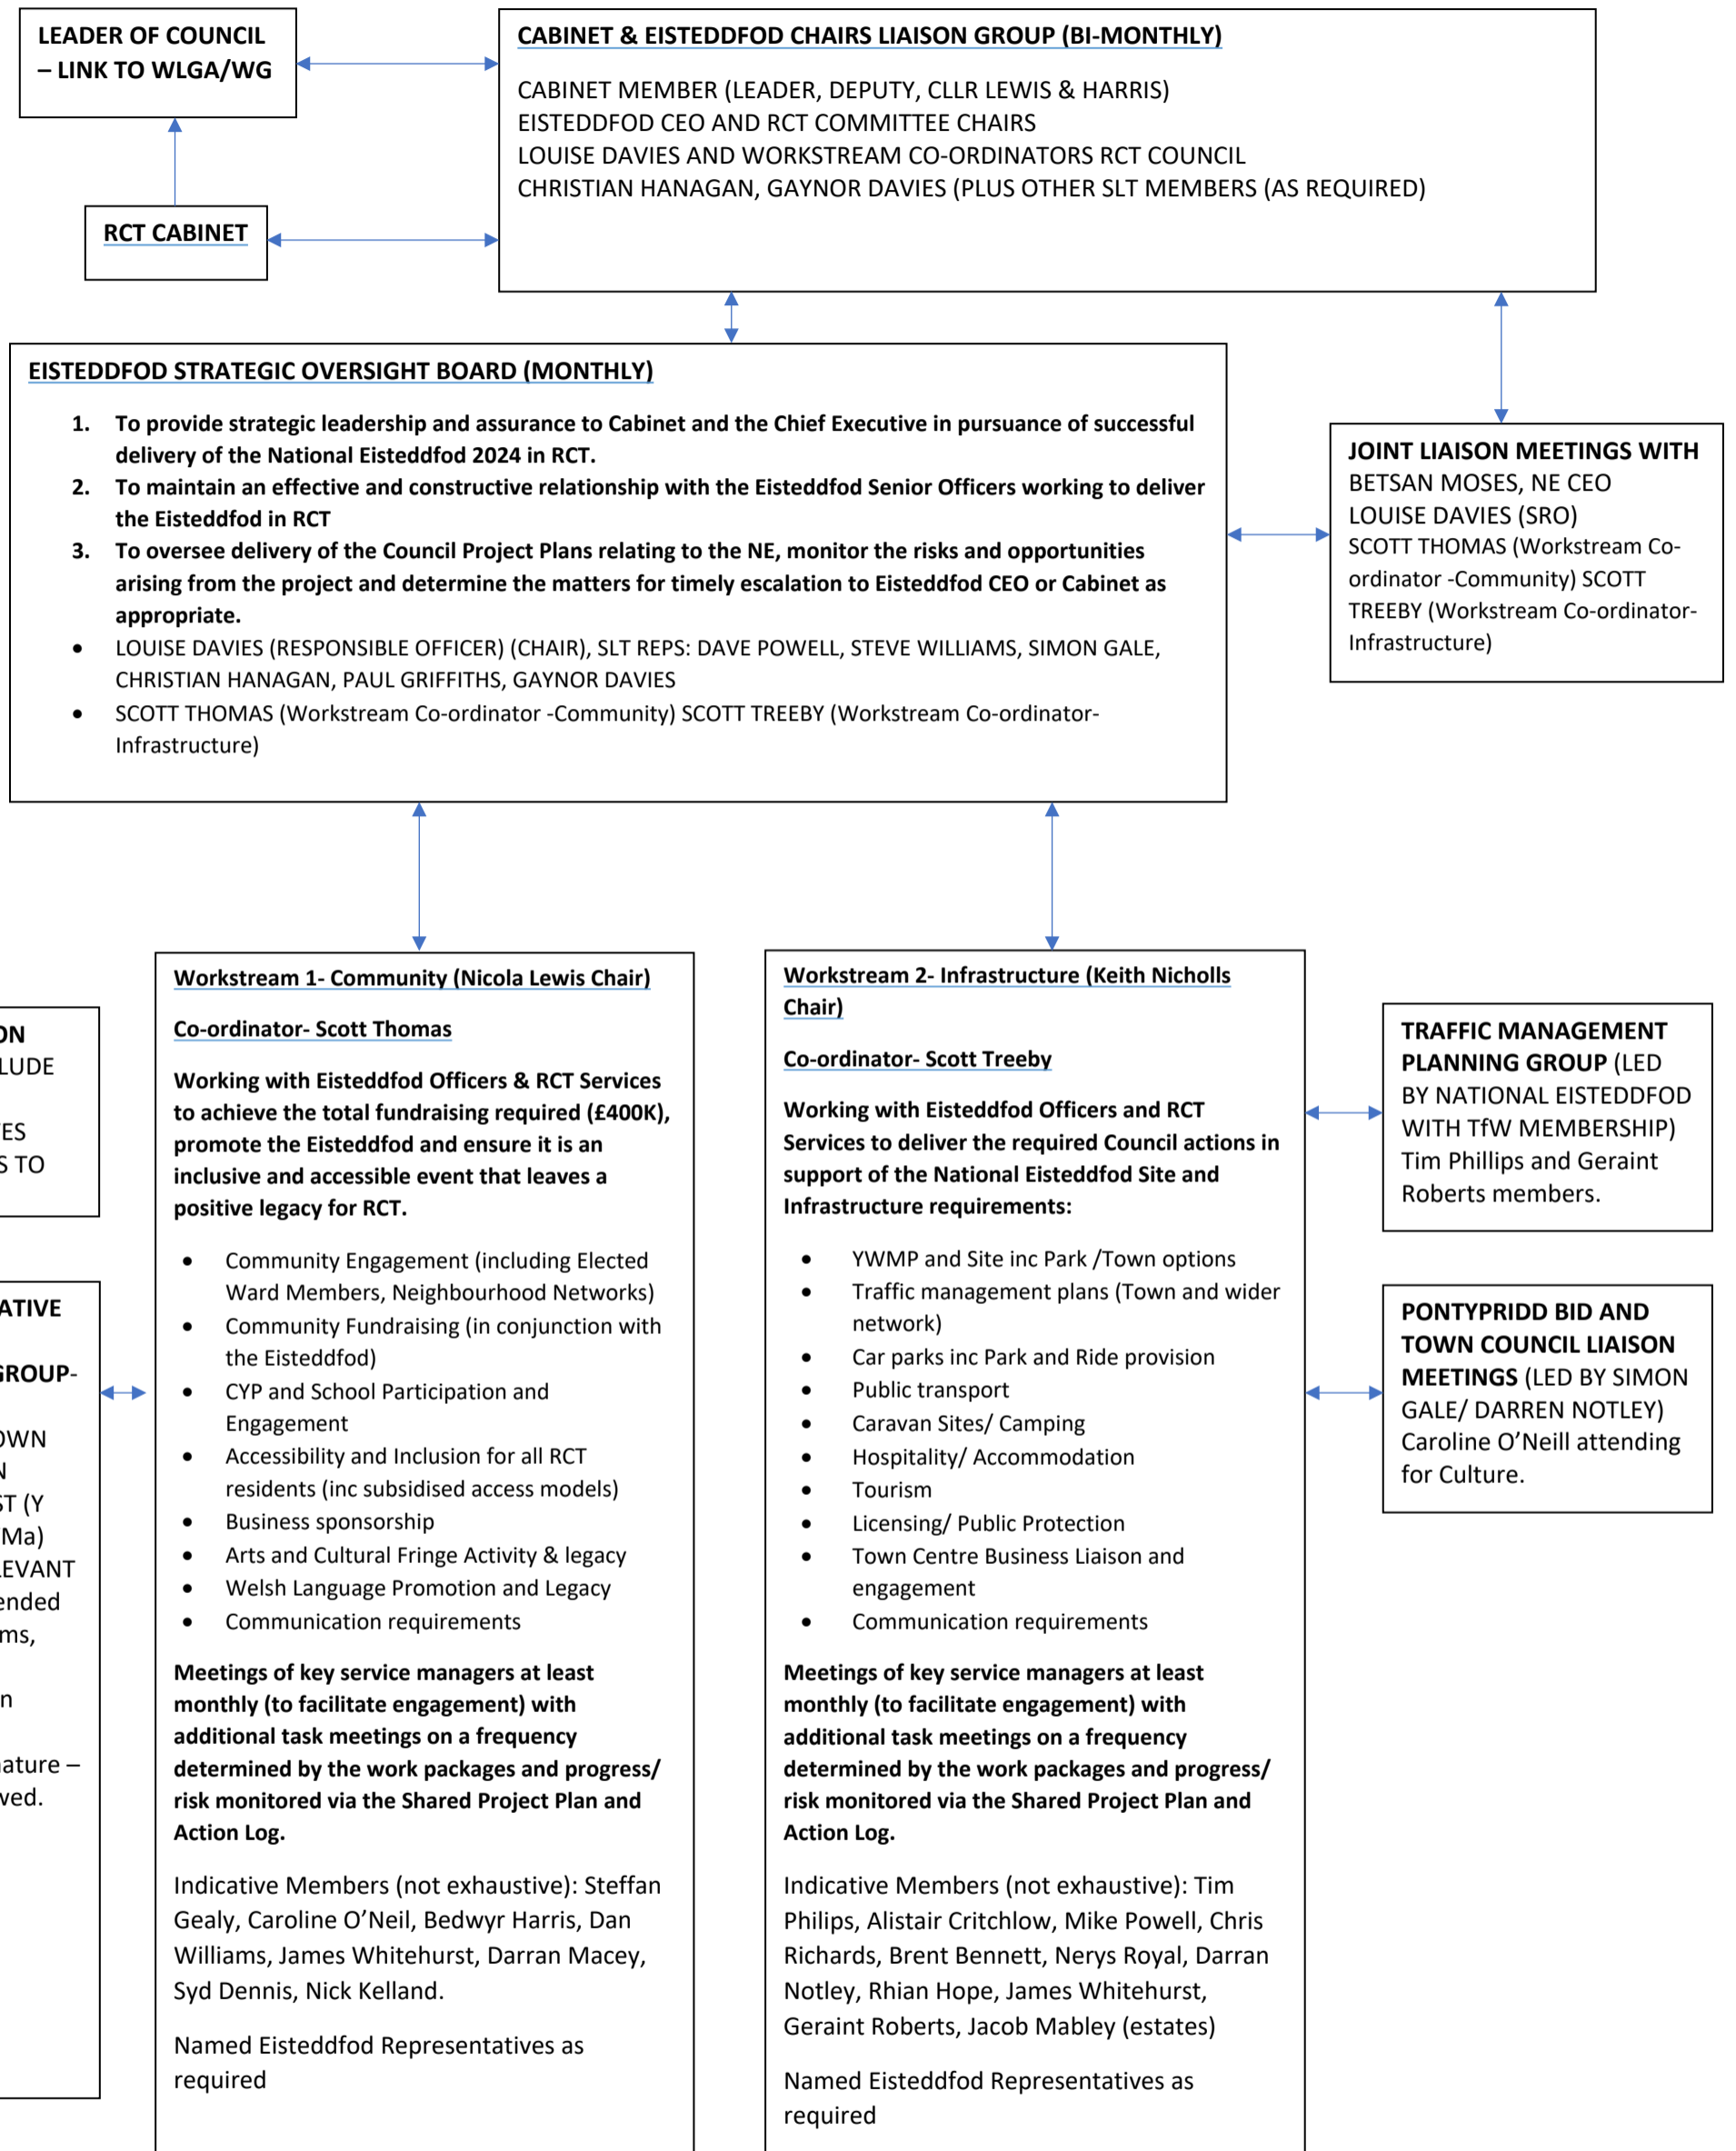 LEADER OF COUNCIL
– LINK TO WLGA/WG
CABINET & EISTEDDFOD CHAIRS LIAISON GROUP (BI-MONTHLY)
CABINET MEMBER (LEADER, DEPUTY, CLLR LEWIS & HARRIS)
EISTEDDFOD CEO AND RCT COMMITTEE CHAIRS
LOUISE DAVIES AND WORKSTREAM CO-ORDINATORS RCT COUNCIL
CHRISTIAN HANAGAN, GAYNOR DAVIES (PLUS OTHER SLT MEMBERS (AS REQUIRED)
RCT CABINET
EISTEDDFOD STRATEGIC OVERSIGHT BOARD (MONTHLY)
1. To provide strategic leadership and assurance to Cabinet and the Chief Executive in pursuance of successful
delivery of the National Eisteddfod 2024 in RCT.
2. To maintain an effective and constructive relationship with the Eisteddfod Senior Officers working to deliver
the Eisteddfod in RCT
3. To oversee delivery of the Council Project Plans relating to the NE, monitor the risks and opportunities
arising from the project and determine the matters for timely escalation to Eisteddfod CEO or Cabinet as
appropriate.
• LOUISE DAVIES (RESPONSIBLE OFFICER) (CHAIR), SLT REPS: DAVE POWELL, STEVE WILLIAMS, SIMON GALE,
CHRISTIAN HANAGAN, PAUL GRIFFITHS, GAYNOR DAVIES
• SCOTT THOMAS (Workstream Co-ordinator -Community) SCOTT TREEBY (Workstream Co-ordinator-
Infrastructure)
JOINT LIAISON MEETINGS WITH
BETSAN MOSES, NE CEO
LOUISE DAVIES (SRO)
SCOTT THOMAS (Workstream Co-
ordinator -Community) SCOTT
TREEBY (Workstream Co-ordinator-
Infrastructure)
ON
LUDE
ES
S TO
ATIVE
GROUP-
OWN
N
ST (Y
Ma)
LEVANT
ended
ms,
n
ature –
wed.
Workstream 1- Community (Nicola Lewis Chair)
Co-ordinator- Scott Thomas
Working with Eisteddfod Officers & RCT Services
to achieve the total fundraising required (£400K),
promote the Eisteddfod and ensure it is an
inclusive and accessible event that leaves a
positive legacy for RCT.
• Community Engagement (including Elected
Ward Members, Neighbourhood Networks)
• Community Fundraising (in conjunction with
the Eisteddfod)
• CYP and School Participation and
Engagement
• Accessibility and Inclusion for all RCT
residents (inc subsidised access models)
• Business sponsorship
• Arts and Cultural Fringe Activity & legacy
• Welsh Language Promotion and Legacy
• Communication requirements
Meetings of key service managers at least
monthly (to facilitate engagement) with
additional task meetings on a frequency
determined by the work packages and progress/
risk monitored via the Shared Project Plan and
Action Log.
Indicative Members (not exhaustive): Steffan
Gealy, Caroline O’Neil, Bedwyr Harris, Dan
Williams, James Whitehurst, Darran Macey,
Syd Dennis, Nick Kelland.
Named Eisteddfod Representatives as
required
Workstream 2- Infrastructure (Keith Nicholls
Chair)
Co-ordinator- Scott Treeby
Working with Eisteddfod Officers and RCT
Services to deliver the required Council actions in
support of the National Eisteddfod Site and
Infrastructure requirements:
• YWMP and Site inc Park /Town options
• Traffic management plans (Town and wider
network)
• Car parks inc Park and Ride provision
• Public transport
• Caravan Sites/ Camping
• Hospitality/ Accommodation
• Tourism
• Licensing/ Public Protection
• Town Centre Business Liaison and
engagement
• Communication requirements
Meetings of key service managers at least
monthly (to facilitate engagement) with
additional task meetings on a frequency
determined by the work packages and progress/
risk monitored via the Shared Project Plan and
Action Log.
Indicative Members (not exhaustive): Tim
Philips, Alistair Critchlow, Mike Powell, Chris
Richards, Brent Bennett, Nerys Royal, Darran
Notley, Rhian Hope, James Whitehurst,
Geraint Roberts, Jacob Mabley (estates)
Named Eisteddfod Representatives as
required
TRAFFIC MANAGEMENT
PLANNING GROUP (LED
BY NATIONAL EISTEDDFOD
WITH TfW MEMBERSHIP)
Tim Phillips and Geraint
Roberts members.
PONTYPRIDD BID AND
TOWN COUNCIL LIAISON
MEETINGS (LED BY SIMON
GALE/ DARREN NOTLEY)
Caroline O’Neill attending
for Culture.